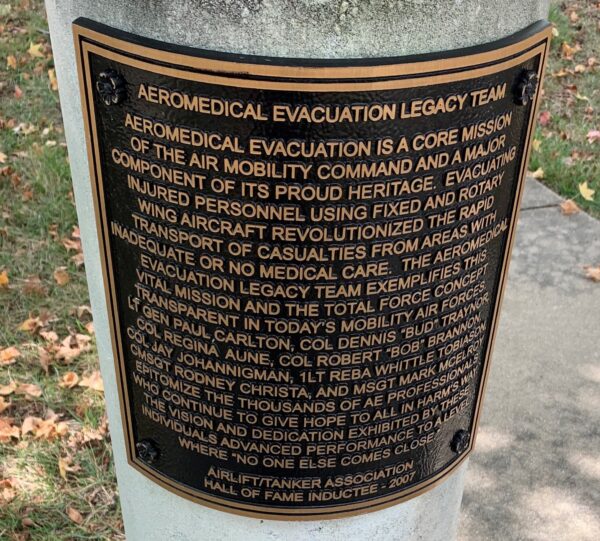 AEROMEDICAL EVACUATION LEGACY TEAM
AEROMEDICAL EVACUATION IS A CORE MISSION
OF THE AIR MOBILITY COMMAND AND A MAJOR
COMPONENT OF ITS PROUD HERITAGE. EVACUATING
INJURED PERSONNEL USING FIXED AND ROTARY
WING AIRCRAFT REVOLUTIONIZED THE RAPID
TRANSPORT OF CASUALTIES FROM AREAS WITH
INADEQUATE OR NO MEDICAL CARE. THE AEROMEDICAL
EVACUATION LEGACY TEAM EXEMPLIFIES THIS
VITAL MISSION AND THE TOTAL FORCE CONCEPT
TRANSPARENT IN TODAY'S MOBILITY AIR FORCES.
LT GEN PAUL CARLTON, COL DENNIS "BUD" TRAYNOR,
COL REGINA AUNE, COL ROBERT "BOB" BRANNON,
COL JAY JOHANNIGMAN, 1LT REBA WHITTLE TOBIASON,
CMSGT RODNEY CHRISTA, AND MSGT MARK MCELROY
EPITOMIZE THE THOUSANDS OF AE PROFESSIONALS
WHO CONTINUE TO GIVE HOPE TO ALL IN HARM'S WAY.
THE VISION AND DEDICATION EXHIBITED BY THESE
INDIVIDUALS ADVANCED PERFORMANCE TO A LEVEL
WHERE "NO ONE ELSE COMES CLOSE."
AIRLIFT/TANKER ASSOCIATION
HALL OF FAME INDUCTEE - 2007